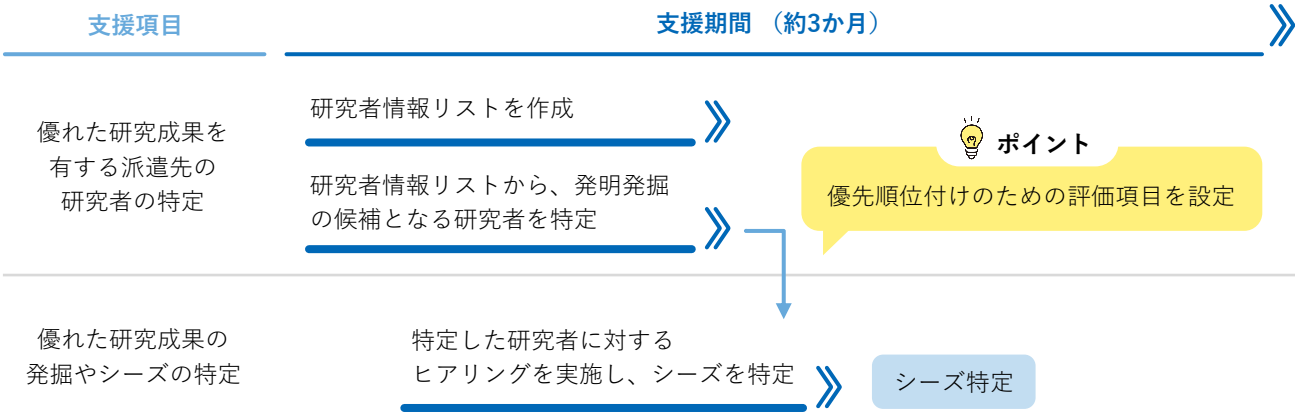 支援項目
支援期間 （約3か月）
優れた研究成果を
有する派遣先の
研究者の特定
研究者情報リストを作成
研究者情報リストから、発明発掘
の候補となる研究者を特定
ポイント
優先順位付けのための評価項目を設定
優れた研究成果の
発掘やシーズの特定
特定した研究者に対する
ヒアリングを実施し、シーズを特定
シーズ特定